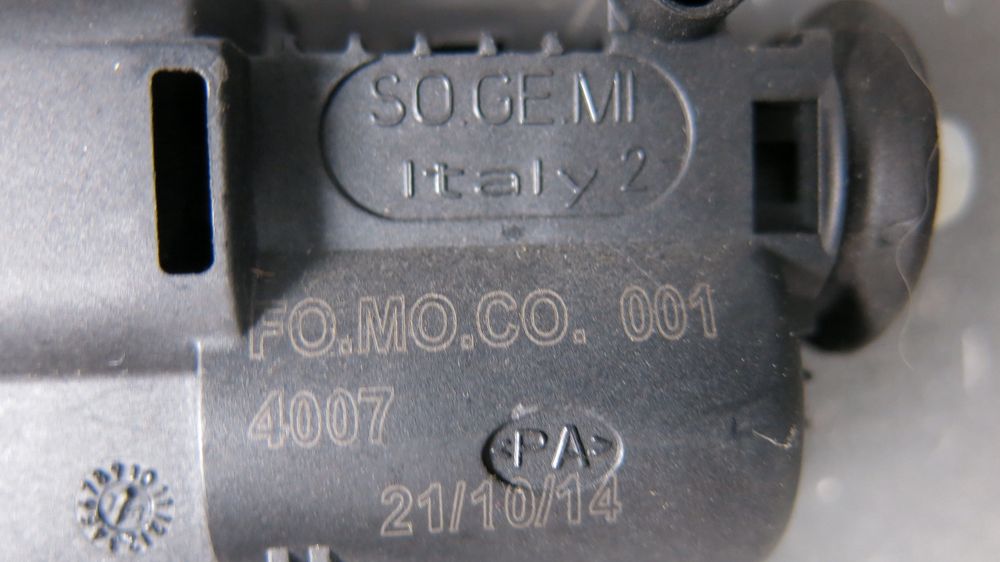 SO.GE.MI
Italy 2
FO.MO.CO. 001
4007
>PA<
21/10/14